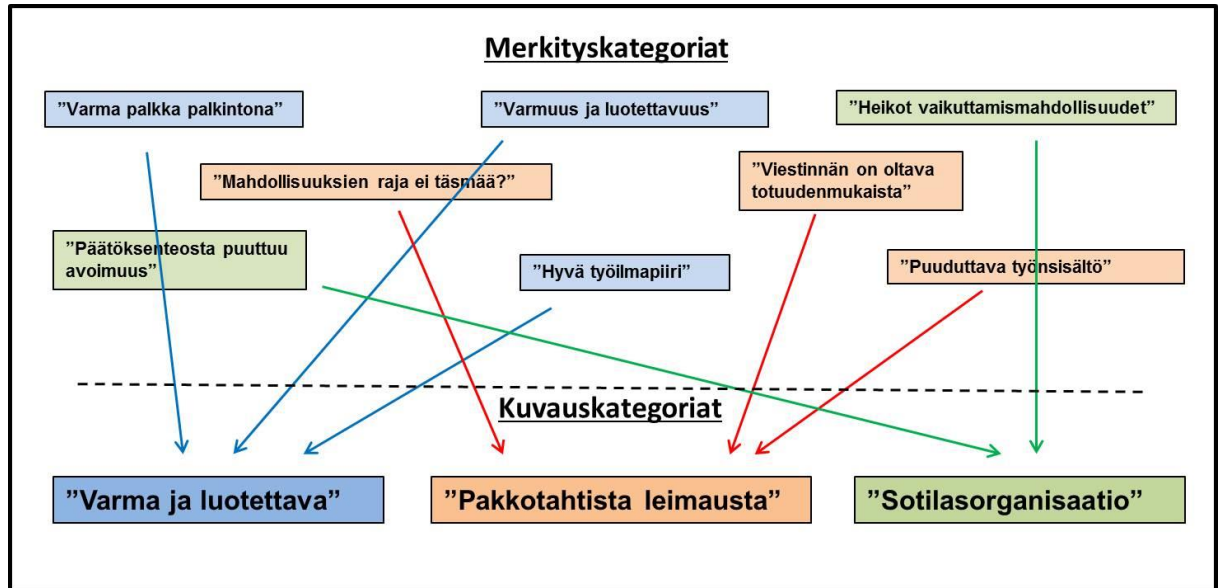 Merkityskategoriat
”Varma palkka palkintona”
”Varmuus ja luotettavuus”
”Heikot vaikuttamismahdollisuudet”
”Mahdollisuuksien raja ei täsmää?”
”Viestinnän on oltava
totuudenmukaista”
”Päätöksenteosta puuttuu
avoimuus”
”Hyvä työilmapiiri”
”Puuduttava työnsisältö”
Kuvauskategoriat
”Varma ja luotettava”
”Pakkotahtista leimausta”
”Sotilasorganisaatio”